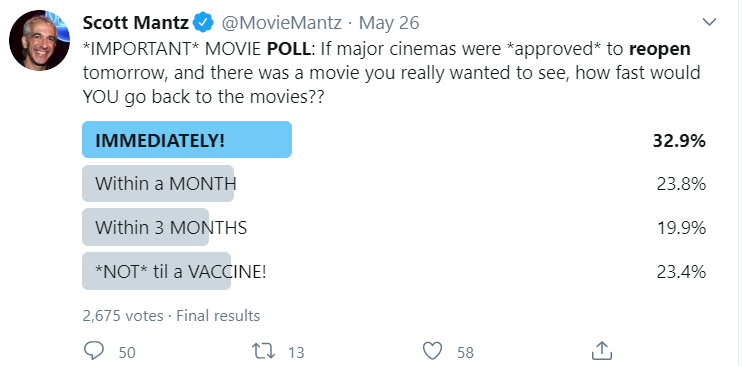 Scott Mantz @MovieMantz · May 26
*IMPORTANT* MOVIE POLL: If major cinemas were *approved* to reopen
tomorrow, and there was a movie you really wanted to see, how fast would
YOU go back to the movies??
IMMEDIATELY! 32.9%
Within a MONTH 23.8%
Within 3 MONTHS 19.9%
*NOT* til a VACCINE! 23.4%
2,675 votes · Final results
50 13 58